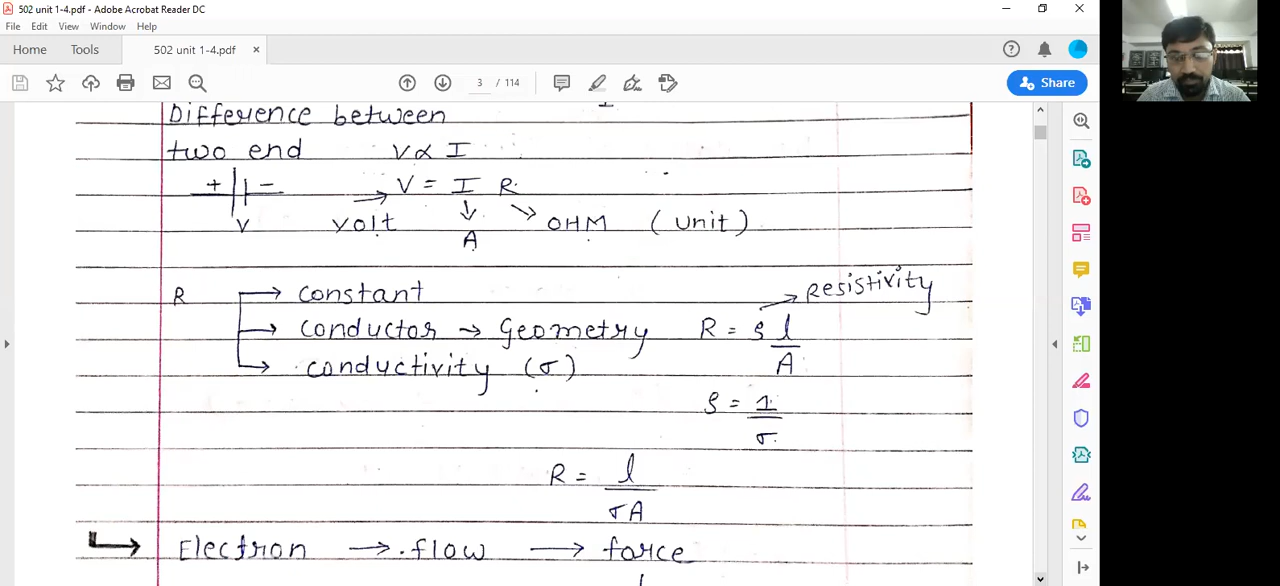 502 unit 1-4.pdf - Adobe Acrobat Reader DC
File Edit View Window Help
Home Tools 502 unit 1-4.pdf ×
3 / 114 Share
Difference between
two end V ∝ I
+ - → V = I R
V volt A OHM (unit)
R → constant
→ Resistivity
→ conductor → Geometry R = ρ l / A
→ conductivity (σ)
ρ = 1 / σ
R = l / σA
Electron → flow → force